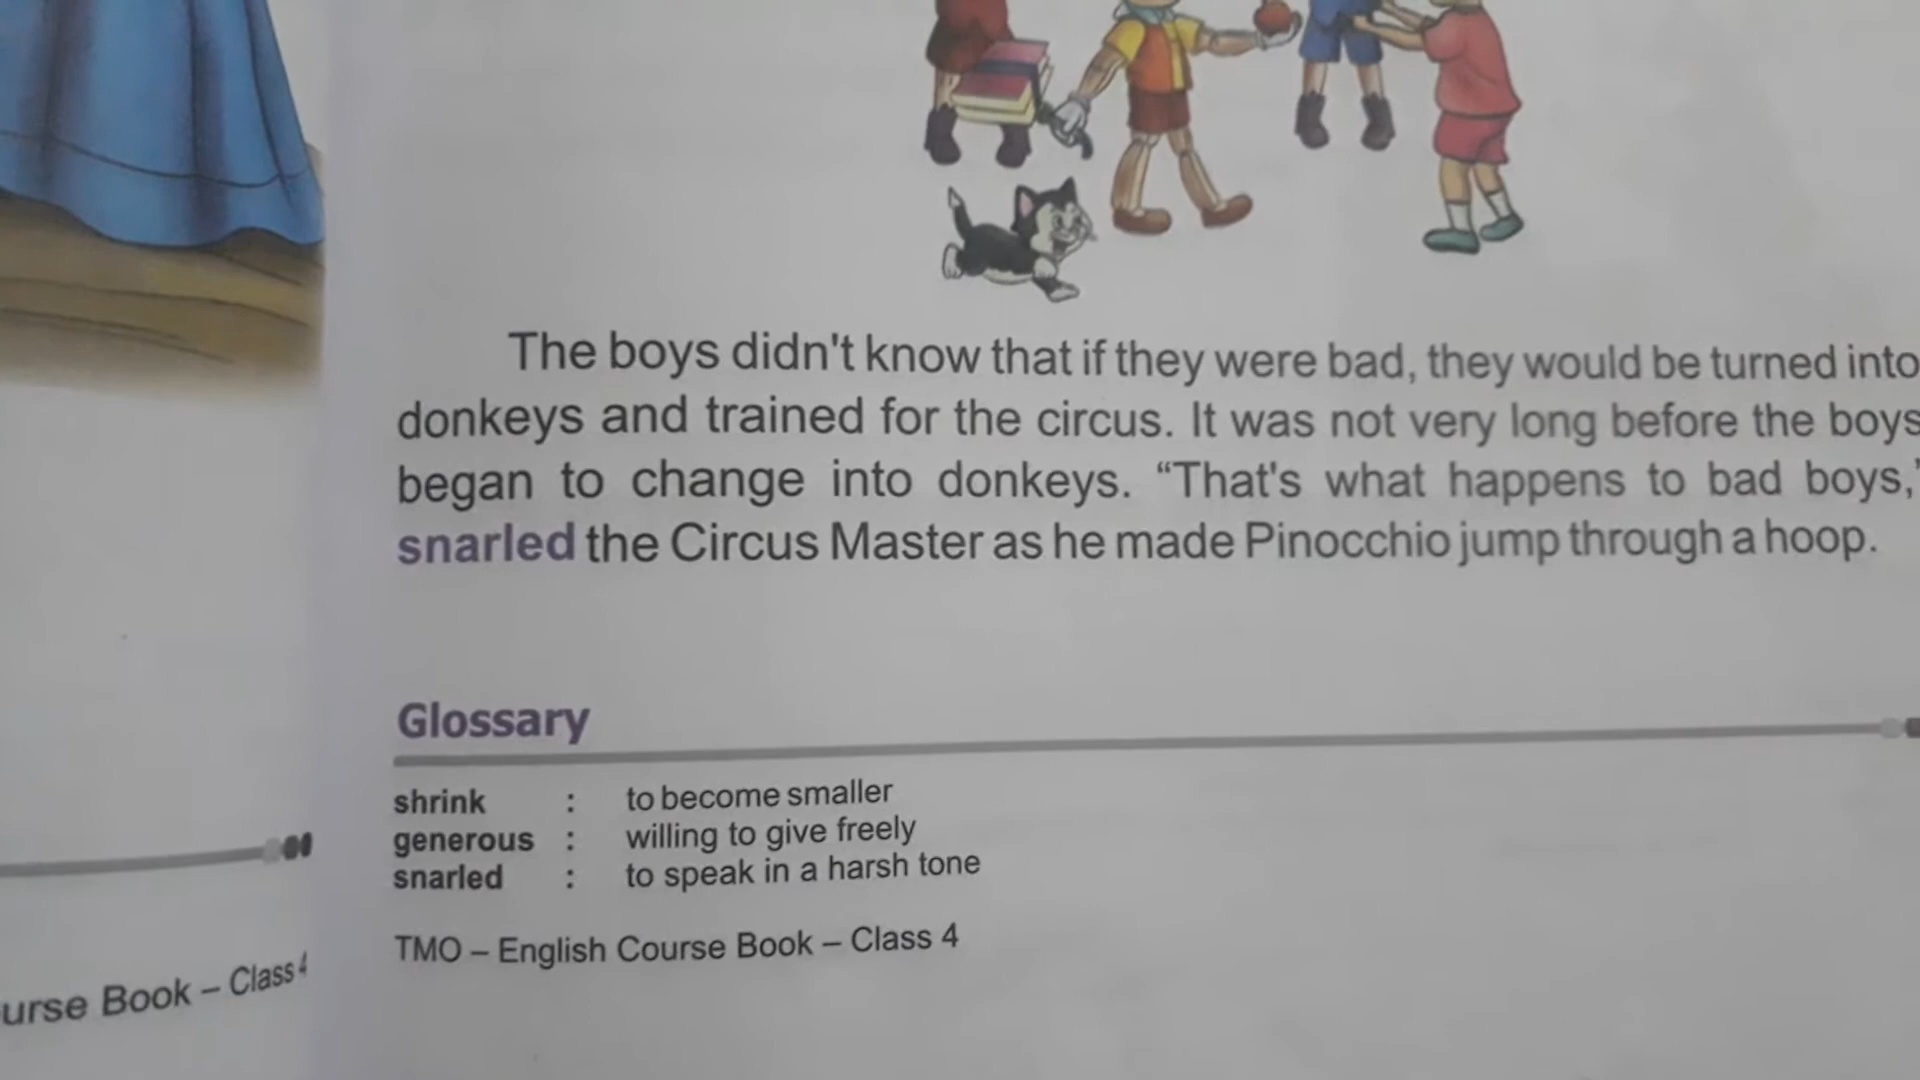 The boys didn't know that if they were bad, they would be turned into
donkeys and trained for the circus. It was not very long before the boys
began to change into donkeys. “That's what happens to bad boys,”
snarled the Circus Master as he made Pinocchio jump through a hoop.
Glossary
shrink : to become smaller
generous : willing to give freely
snarled : to speak in a harsh tone
TMO – English Course Book – Class 4
urse Book – Class 4